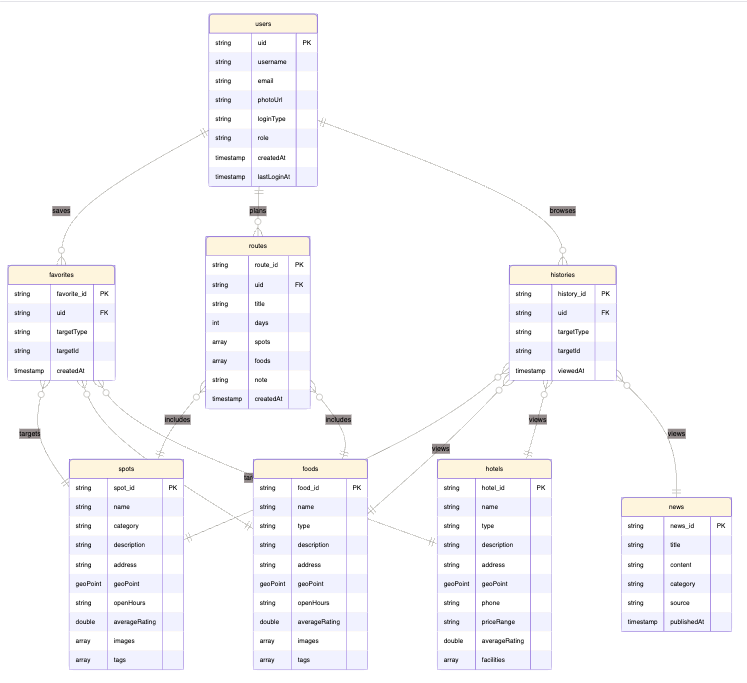 users
string uid PK
string username
string email
string photoUrl
string loginType
string role
timestamp createdAt
timestamp lastLoginAt
saves
plans
browses
favorites
string favorite_id PK
string uid FK
string targetType
string targetId
timestamp createdAt
routes
string route_id PK
string uid FK
string title
int days
array spots
array foods
string note
timestamp createdAt
histories
string history_id PK
string uid FK
string targetType
string targetId
timestamp viewedAt
targets
includes
includes
views
views
views
tar
spots
string spot_id PK
string name
string category
string description
string address
geoPoint geoPoint
string openHours
double averageRating
array images
array tags
foods
string food_id PK
string name
string type
string description
string address
geoPoint geoPoint
string openHours
double averageRating
array images
array tags
hotels
string hotel_id PK
string name
string type
string description
string address
geoPoint geoPoint
string phone
string priceRange
double averageRating
array facilities
news
string news_id PK
string title
string content
string category
string source
timestamp publishedAt